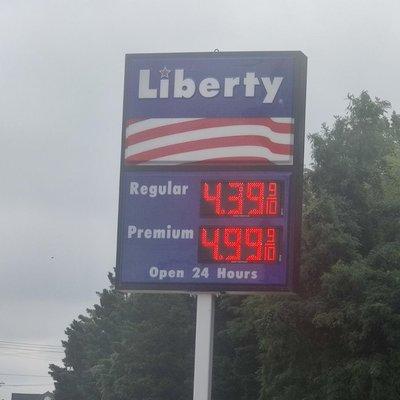 Liberty
Regular 4.39 9/10
Premium 4.99 9/10
Open 24 Hours